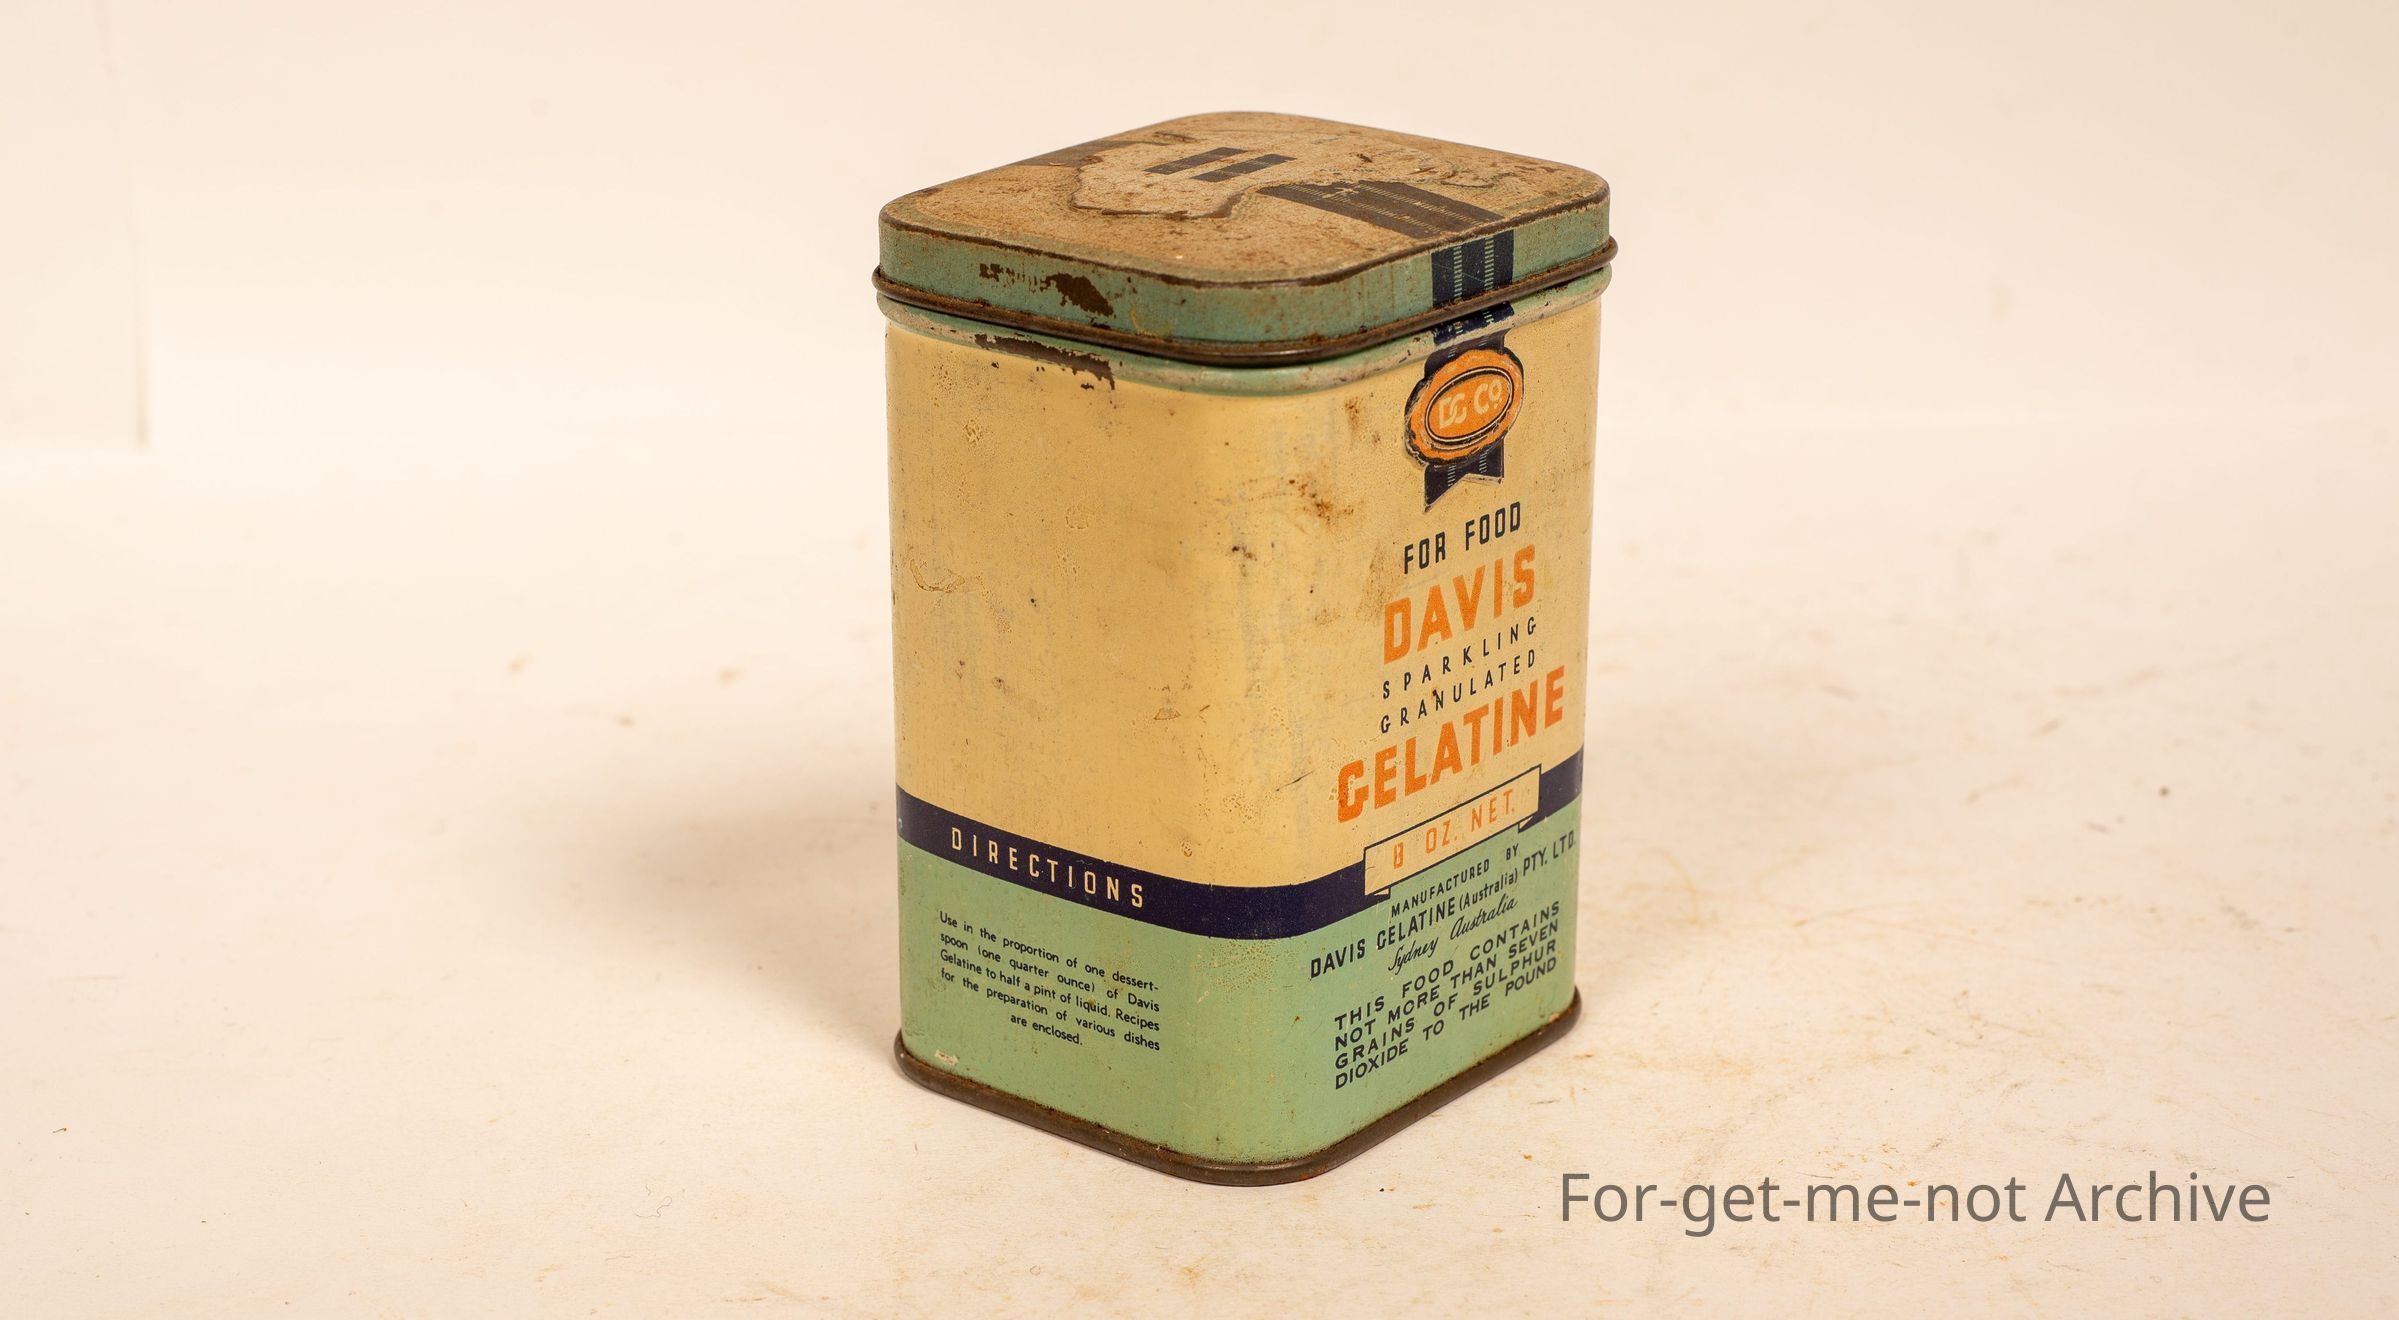 DG Co.
FOR FOOD
DAVIS
SPARKLING
GRANULATED
GELATINE
8 OZ. NET.
MANUFACTURED BY
DAVIS GELATINE (Australia) PTY. LTD.
Sydney Australia
THIS FOOD CONTAINS
NOT MORE THAN SEVEN
GRAINS OF SULPHUR
DIOXIDE TO THE POUND
DIRECTIONS
Use in the proportion of one dessert-
spoon (one quarter ounce) of Davis
Gelatine to half a pint of liquid. Recipes
for the preparation of various dishes
are enclosed.
For-get-me-not Archive